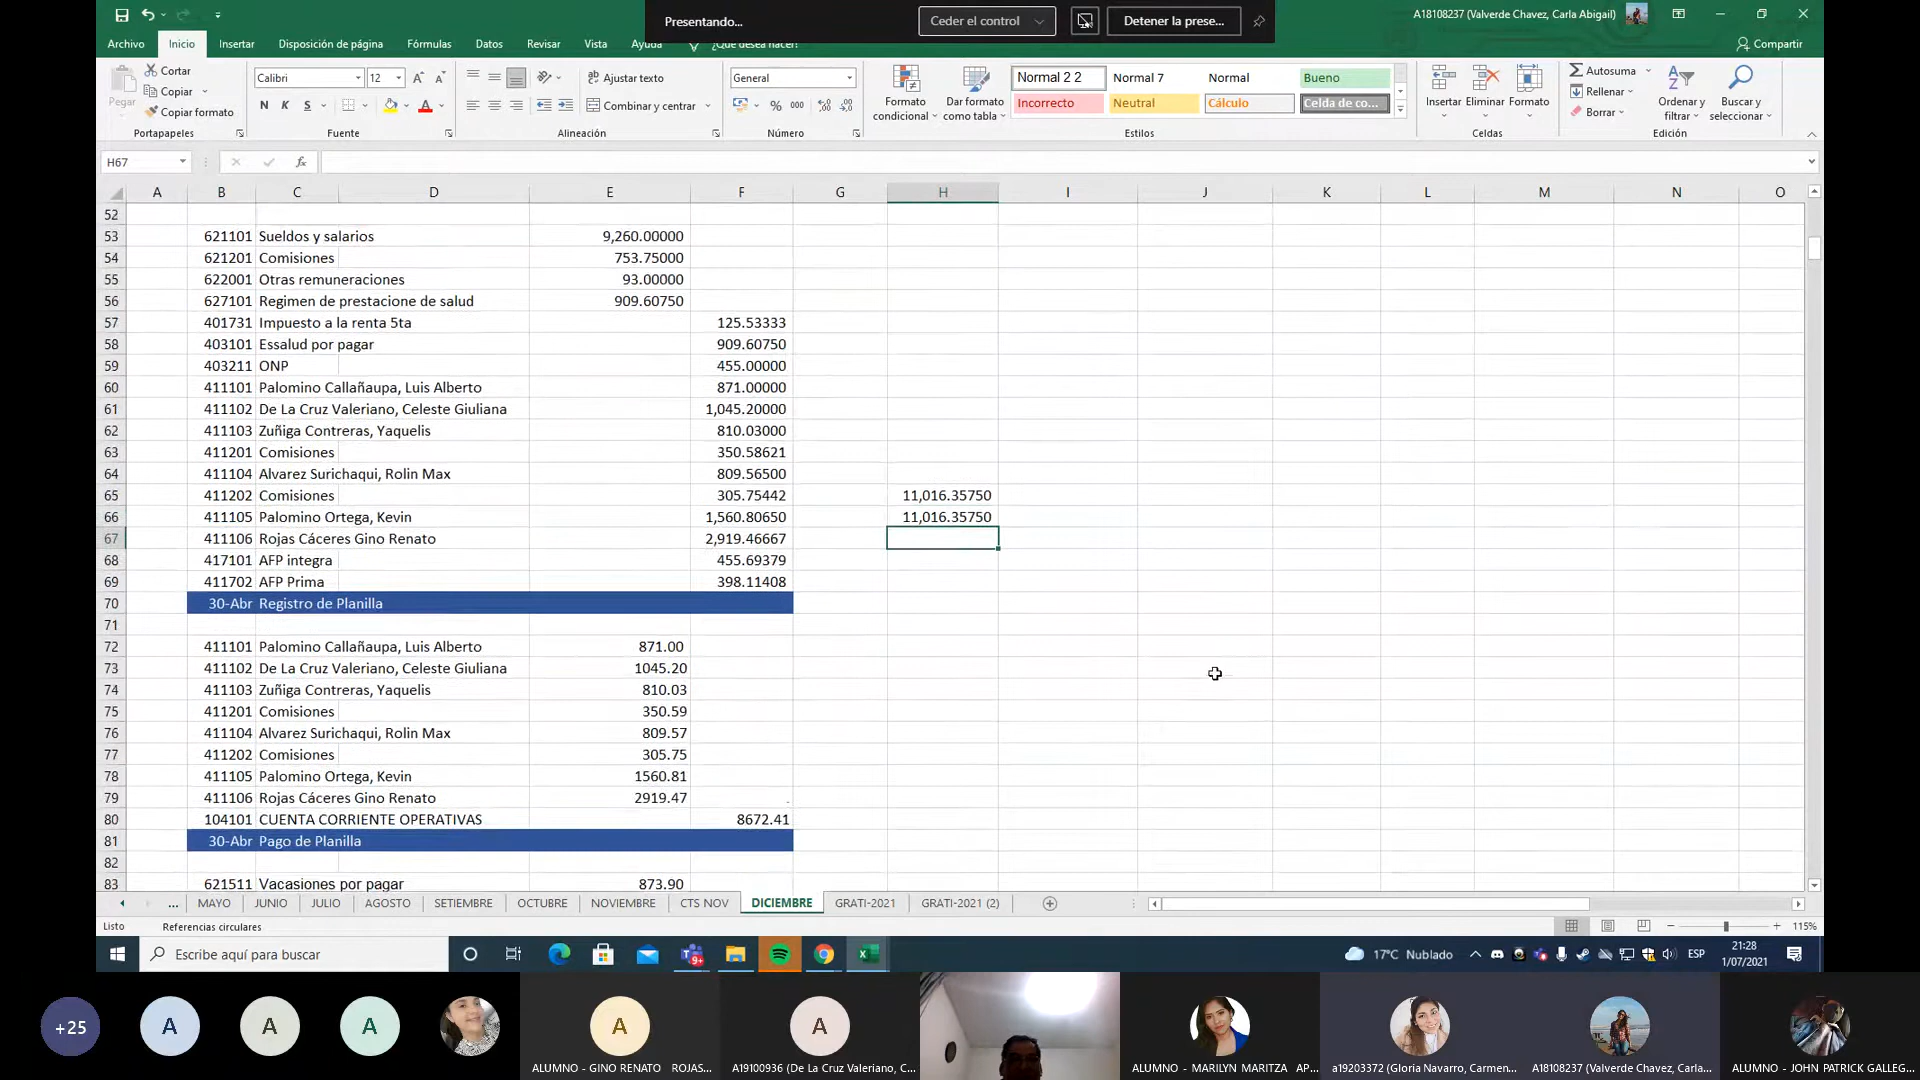 Presentando...
Ceder el control
Detener la prese...
A18108237 (Valverde Chavez, Carla Abigail)
Archivo Inicio Insertar Disposición de página Fórmulas Datos Revisar Vista Ayuda ¿Qué desea hacer?
Compartir
Pegar
Cortar
Copiar
Copiar formato
Portapapeles
Calibri 12
N K S
Fuente
Ajustar texto
Combinar y centrar
Alineación
General
% 000
Número
Formato condicional
Dar formato como tabla
Normal 2 2 Normal 7 Normal Bueno
Incorrecto Neutral Cálculo Celda de co...
Estilos
Insertar Eliminar Formato
Celdas
Autosuma
Rellenar
Borrar
Ordenar y filtrar
Buscar y seleccionar
Edición
H67
fx
A B C D E F G H I J K L M N O
52
53 621101 Sueldos y salarios 9,260.00000
54 621201 Comisiones 753.75000
55 622001 Otras remuneraciones 93.00000
56 627101 Regimen de prestacione de salud 909.60750
57 401731 Impuesto a la renta 5ta 125.53333
58 403101 Essalud por pagar 909.60750
59 403211 ONP 455.00000
60 411101 Palomino Callañaupa, Luis Alberto 871.00000
61 411102 De La Cruz Valeriano, Celeste Giuliana 1,045.20000
62 411103 Zuñiga Contreras, Yaquelis 810.03000
63 411201 Comisiones 350.58621
64 411104 Alvarez Surichaqui, Rolin Max 809.56500
65 411202 Comisiones 305.75442 11,016.35750
66 411105 Palomino Ortega, Kevin 1,560.80650 11,016.35750
67 411106 Rojas Cáceres Gino Renato 2,919.46667
68 417101 AFP integra 455.69379
69 411702 AFP Prima 398.11408
70 30-Abr Registro de Planilla
71
72 411101 Palomino Callañaupa, Luis Alberto 871.00
73 411102 De La Cruz Valeriano, Celeste Giuliana 1045.20
74 411103 Zuñiga Contreras, Yaquelis 810.03
75 411201 Comisiones 350.59
76 411104 Alvarez Surichaqui, Rolin Max 809.57
77 411202 Comisiones 305.75
78 411105 Palomino Ortega, Kevin 1560.81
79 411106 Rojas Cáceres Gino Renato 2919.47
80 104101 CUENTA CORRIENTE OPERATIVAS 8672.41
81 30-Abr Pago de Planilla
82
83 621511 Vacasiones por pagar 873.90
... MAYO JUNIO JULIO AGOSTO SETIEMBRE OCTUBRE NOVIEMBRE CTS NOV DICIEMBRE GRATI-2021 GRATI-2021 (2)
Listo Referencias circulares 115%
Escribe aquí para buscar
9+
17°C Nublado
ESP
21:28
1/07/2021
+25 A A A A A
ALUMNO - GINO RENATO ROJAS...
A19100936 (De La Cruz Valeriano, C...
ALUMNO - MARILYN MARITZA AP...
a19203372 (Gloria Navarro, Carmen...
A18108237 (Valverde Chavez, Carla...
ALUMNO - JOHN PATRICK GALLEG...